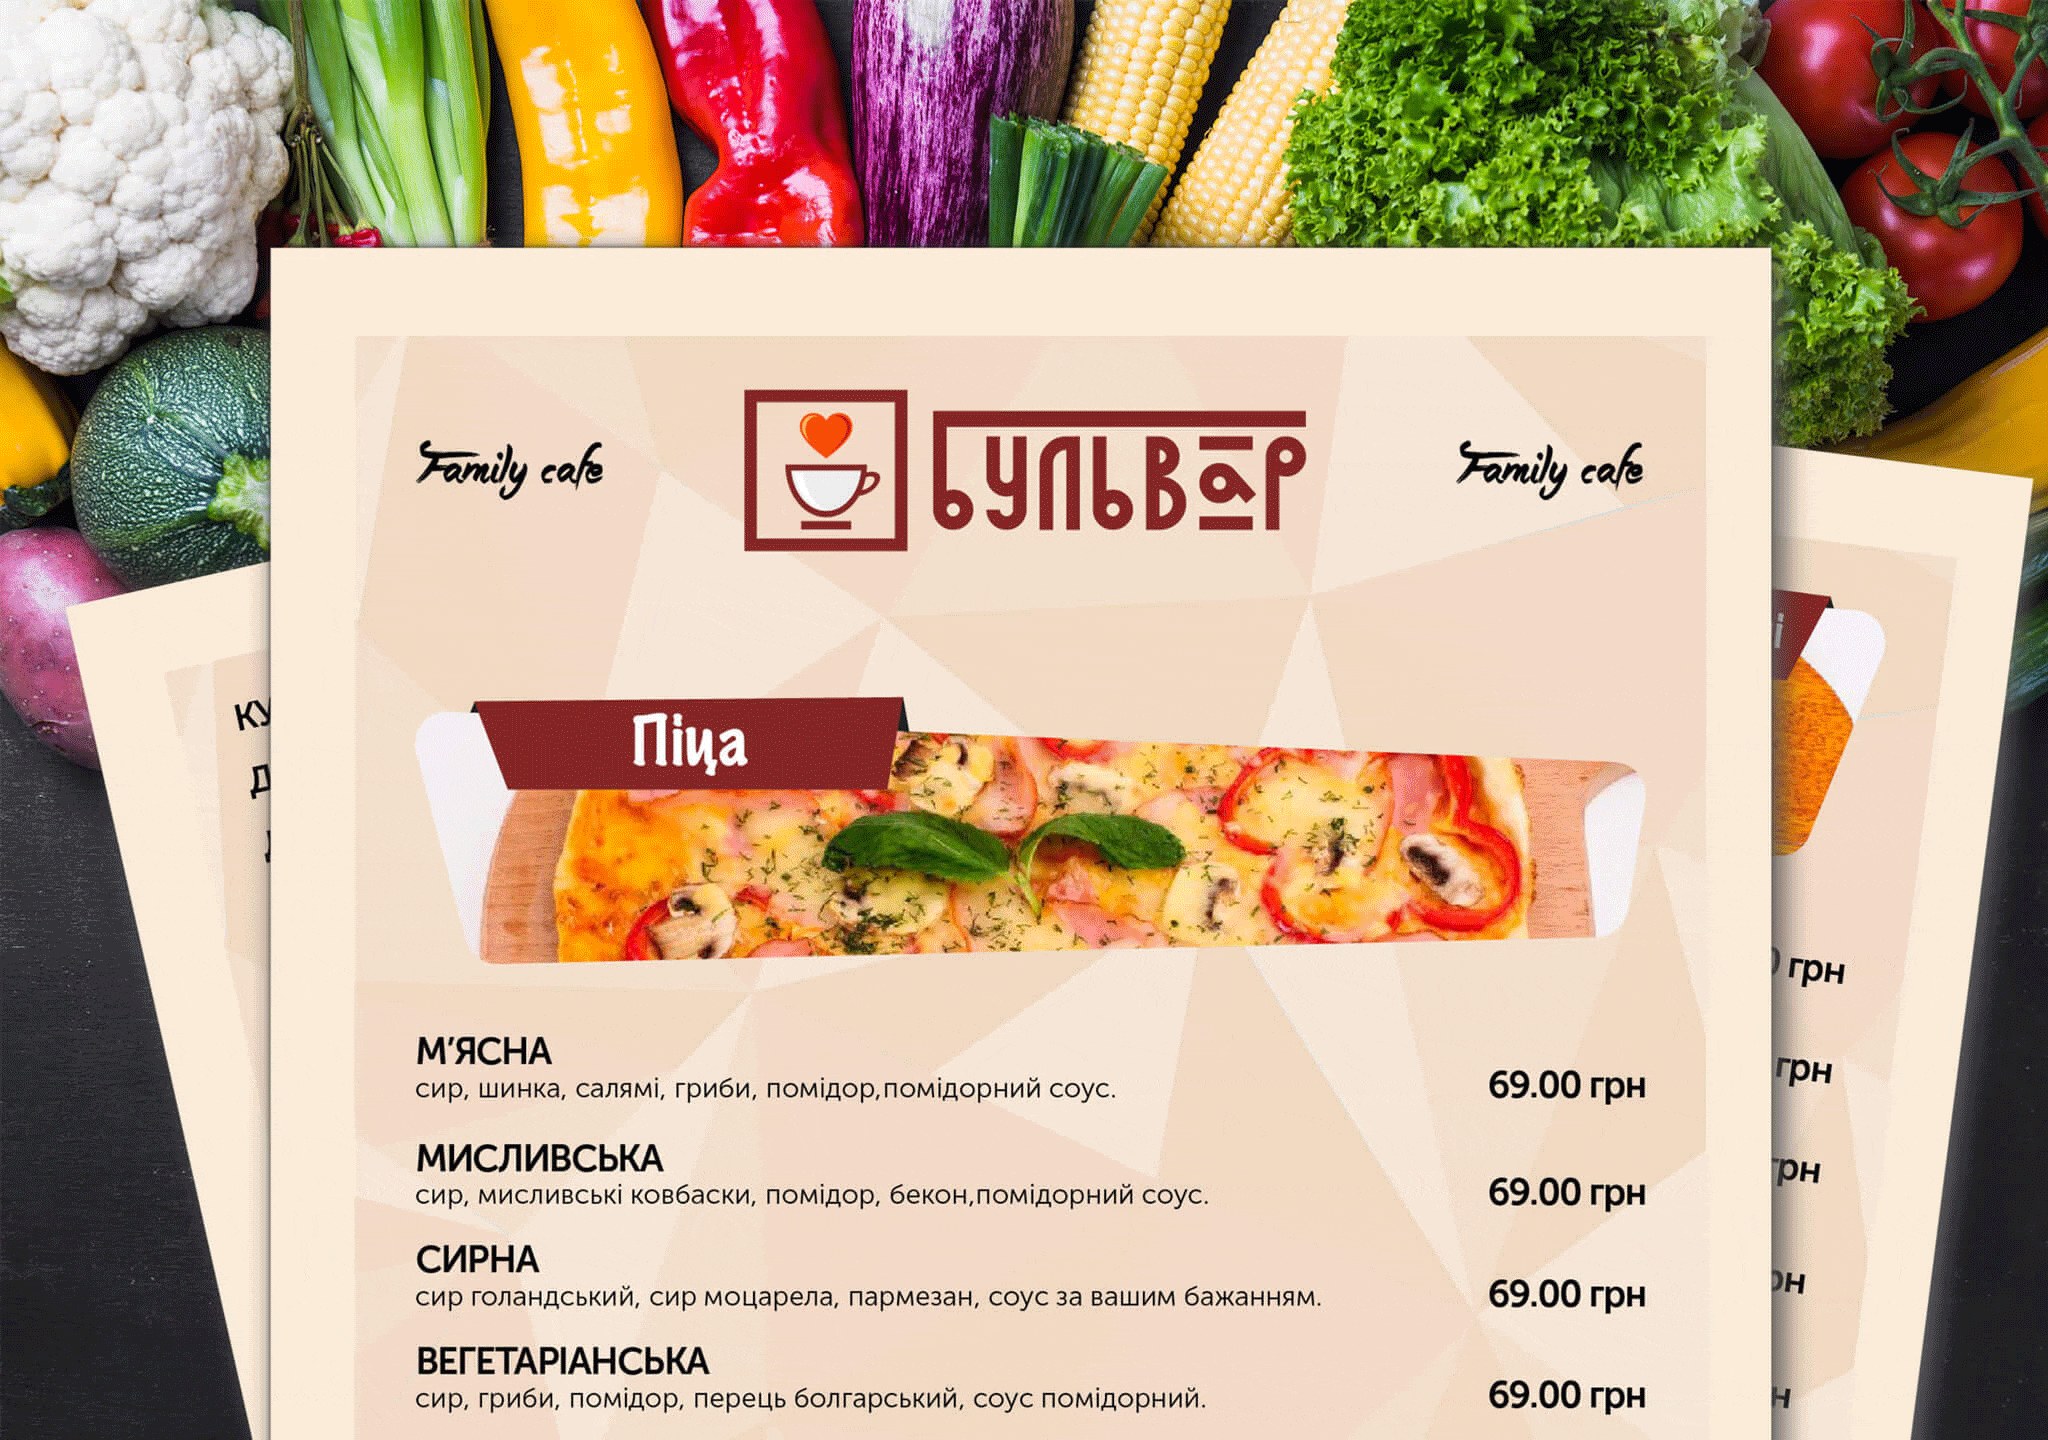 Family cafe
БУЛЬВаР
Family cafe
Піца
М’ЯСНА
сир, шинка, салямі, гриби, помідор,помідорний соус.
69.00 грн
МИСЛИВСЬКА
сир, мисливські ковбаски, помідор, бекон,помідорний соус.
69.00 грн
СИРНА
сир голандський, сир моцарела, пармезан, соус за вашим бажанням.
69.00 грн
ВЕГЕТАРІАНСЬКА
сир, гриби, помідор, перець болгарський, соус помідорний.
69.00 грн
грн
грн
грн